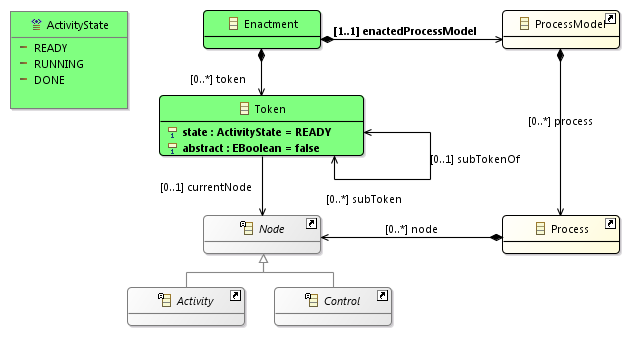 ActivityState
READY
RUNNING
DONE
Enactment
[1..1] enactedProcessModel
ProcessModel
[0..*] token
[0..*] process
Token
state : ActivityState = READY
abstract : EBoolean = false
[0..1] subTokenOf
[0..1] currentNode
[0..*] subToken
Node
[0..*] node
Process
Activity
Control